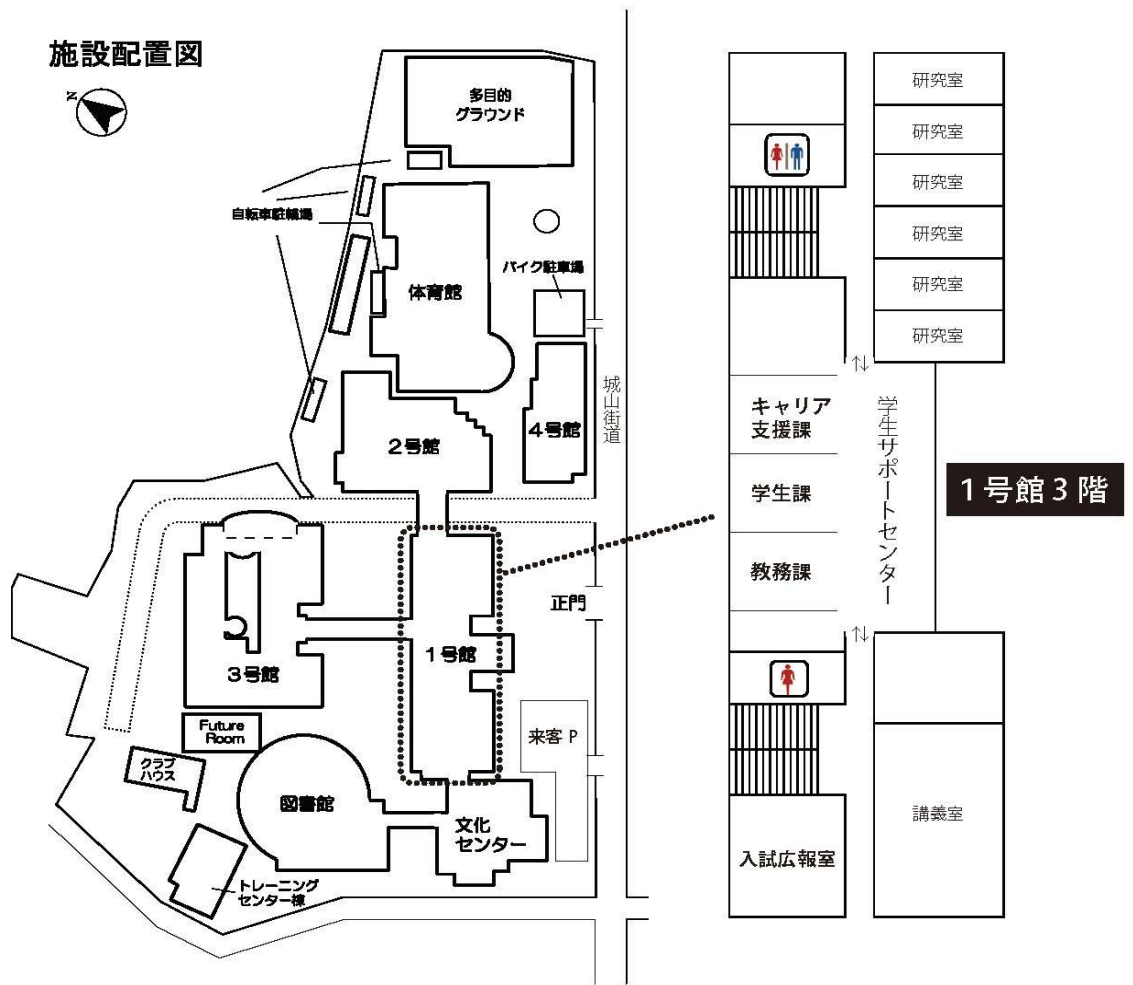 施設配置図
N
多目的
グラウンド
自転車駐輪場
バイク駐車場
体育館
城山街道
2号館
4号館
正門
1号館
3号館
Future
Room
来客 P
クラブ
ハウス
図書館
文化
センター
トレーニング
センター棟
研究室
研究室
研究室
研究室
研究室
研究室
キャリア
支援課
学生課
教務課
学生サポートセンター
1号館3階
講義室
入試広報室